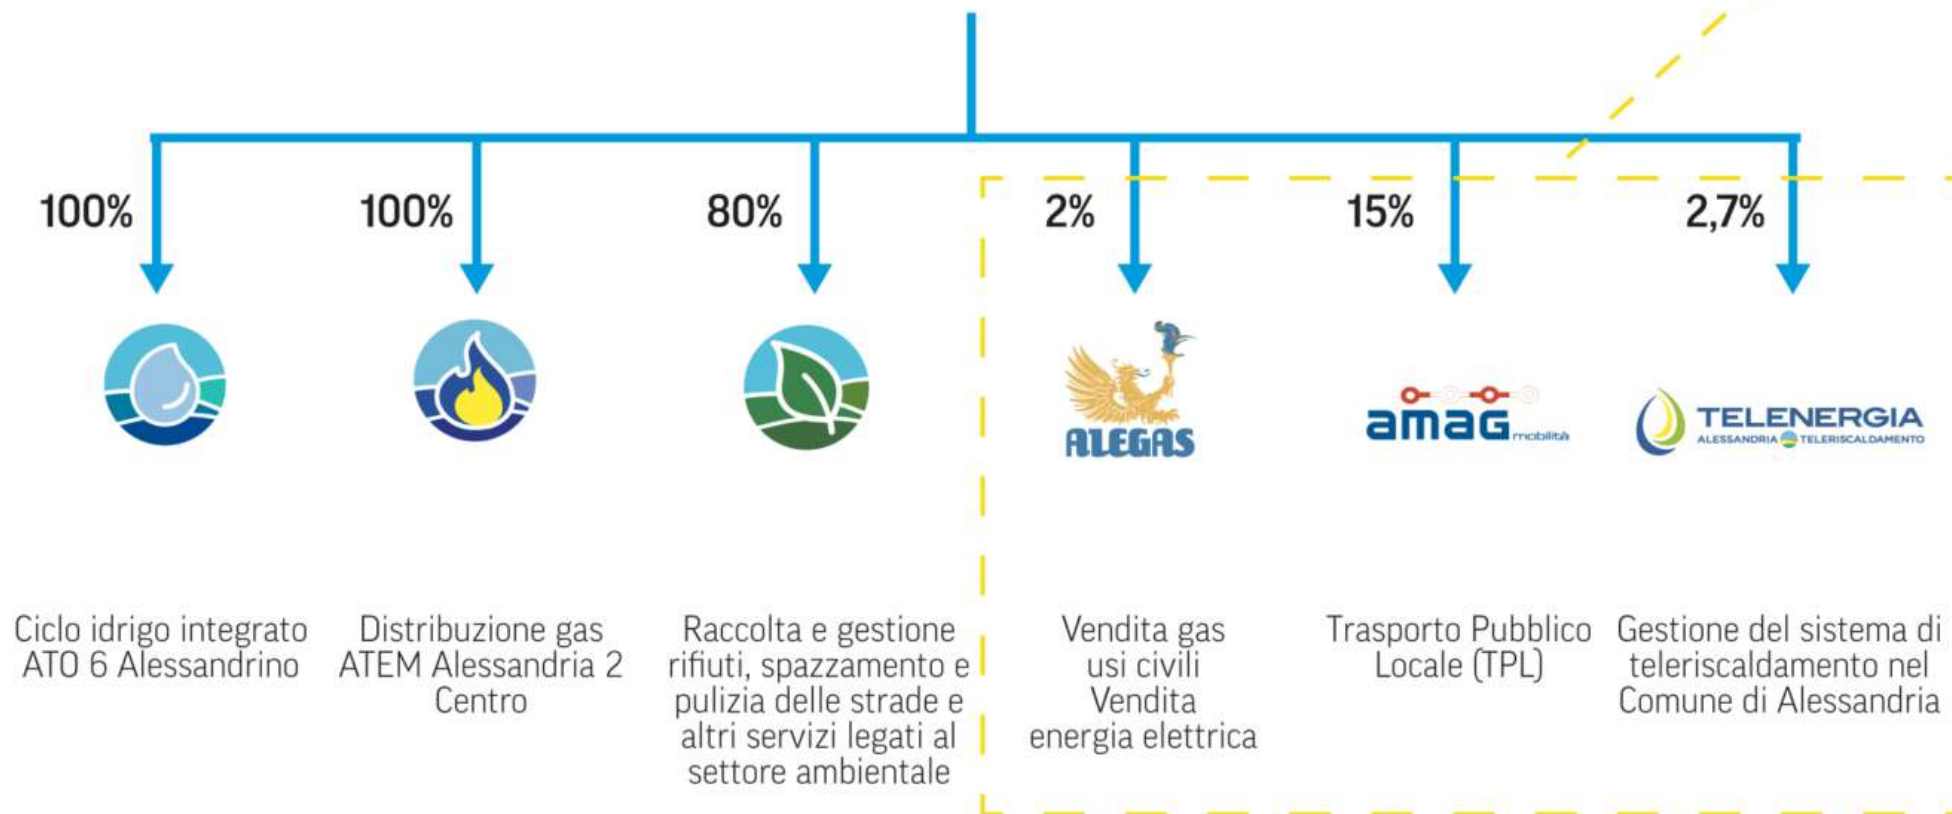 100%
100%
80%
2%
15%
2,7%
ALEGAS
amag mobilità
TELENERGIA
ALESSANDRIA TELERISCALDAMENTO
Ciclo idrigo integrato
ATO 6 Alessandrino
Distribuzione gas
ATEM Alessandria 2
Centro
Raccolta e gestione
rifiuti, spazzamento e
pulizia delle strade e
altri servizi legati al
settore ambientale
Vendita gas
usi civili
Vendita
energia elettrica
Trasporto Pubblico
Locale (TPL)
Gestione del sistema di
teleriscaldamento nel
Comune di Alessandria